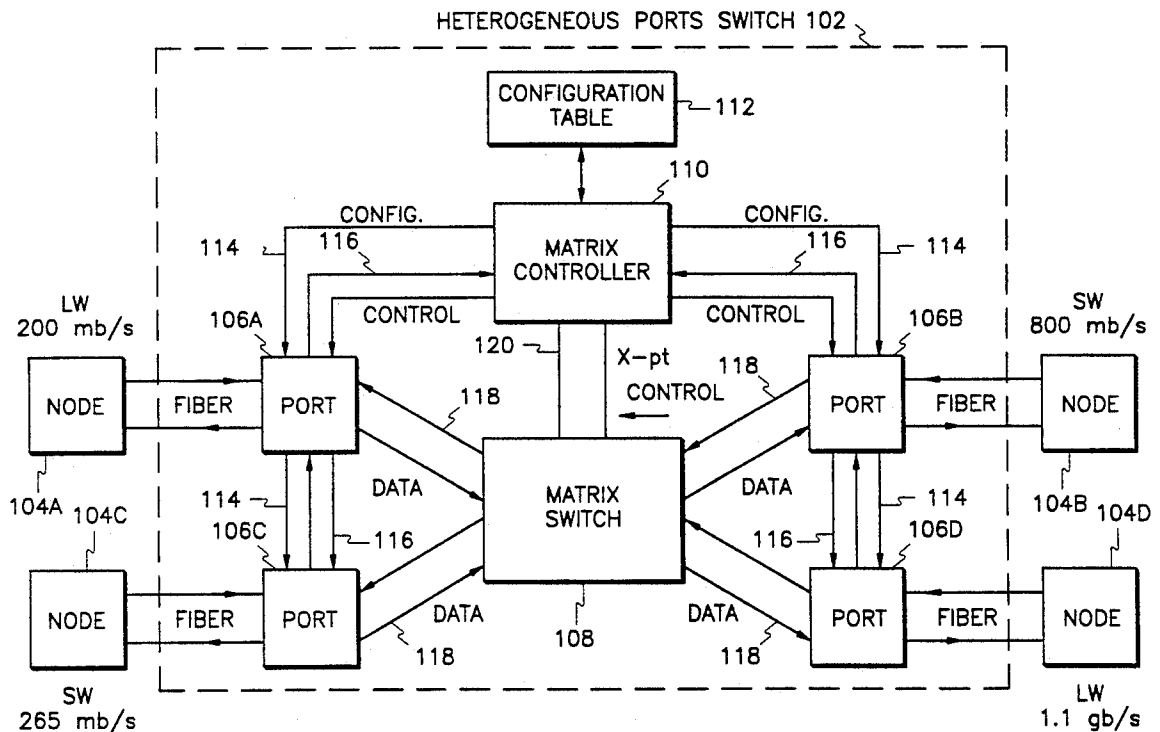 HETEROGENEOUS PORTS SWITCH 102
CONFIGURATION
TABLE
112
110
CONFIG.
CONFIG.
114
116
MATRIX
CONTROLLER
116
114
LW
200 mb/s
106A
CONTROL
CONTROL
106B
SW
800 mb/s
120
X-pt
CONTROL
118
118
NODE
FIBER
PORT
PORT
FIBER
NODE
104A
114
DATA
MATRIX
SWITCH
DATA
114
104B
104C
106C
116
116
106D
104D
NODE
FIBER
PORT
DATA
108
DATA
PORT
FIBER
NODE
118
118
SW
265 mb/s
LW
1.1 gb/s